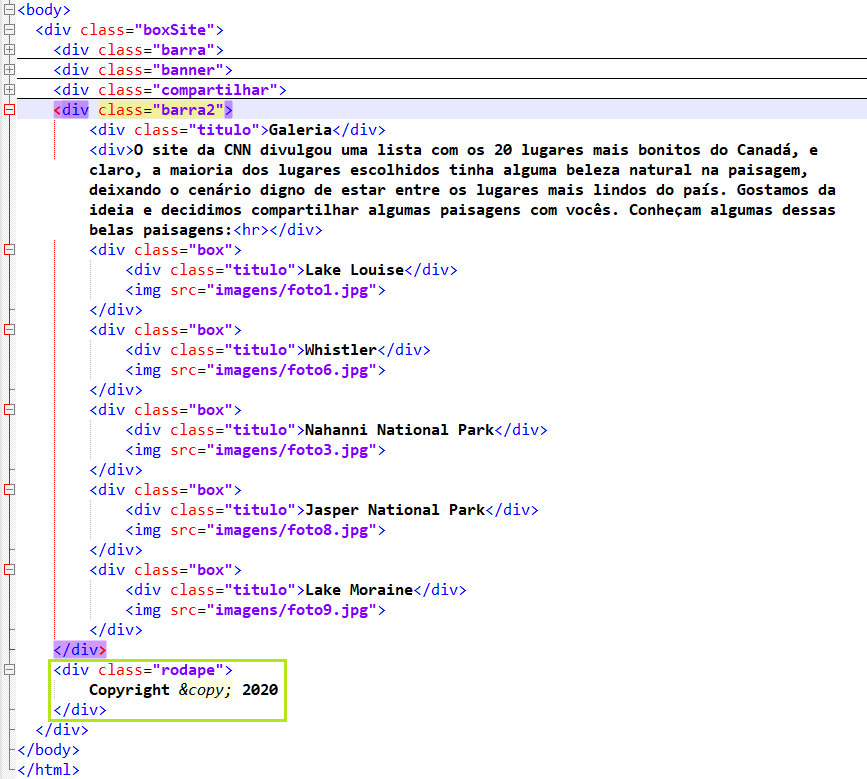 <body>
<div class="boxSite">
<div class="barra">
<div class="banner">
<div class="compartilhar">
<div class="barra2">
<div class="titulo">Galeria</div>
<div>O site da CNN divulgou uma lista com os 20 lugares mais bonitos do Canadá, e
claro, a maioria dos lugares escolhidos tinha alguma beleza natural na paisagem,
deixando o cenário digno de estar entre os lugares mais lindos do país. Gostamos da
ideia e decidimos compartilhar algumas paisagens com vocês. Conheçam algumas dessas
belas paisagens:<hr></div>
<div class="box">
<div class="titulo">Lake Louise</div>
<img src="imagens/foto1.jpg">
</div>
<div class="box">
<div class="titulo">Whistler</div>
<img src="imagens/foto6.jpg">
</div>
<div class="box">
<div class="titulo">Nahanni National Park</div>
<img src="imagens/foto3.jpg">
</div>
<div class="box">
<div class="titulo">Jasper National Park</div>
<img src="imagens/foto8.jpg">
</div>
<div class="box">
<div class="titulo">Lake Moraine</div>
<img src="imagens/foto9.jpg">
</div>
</div>
<div class="rodape">
Copyright &copy; 2020
</div>
</div>
</body>
</html>